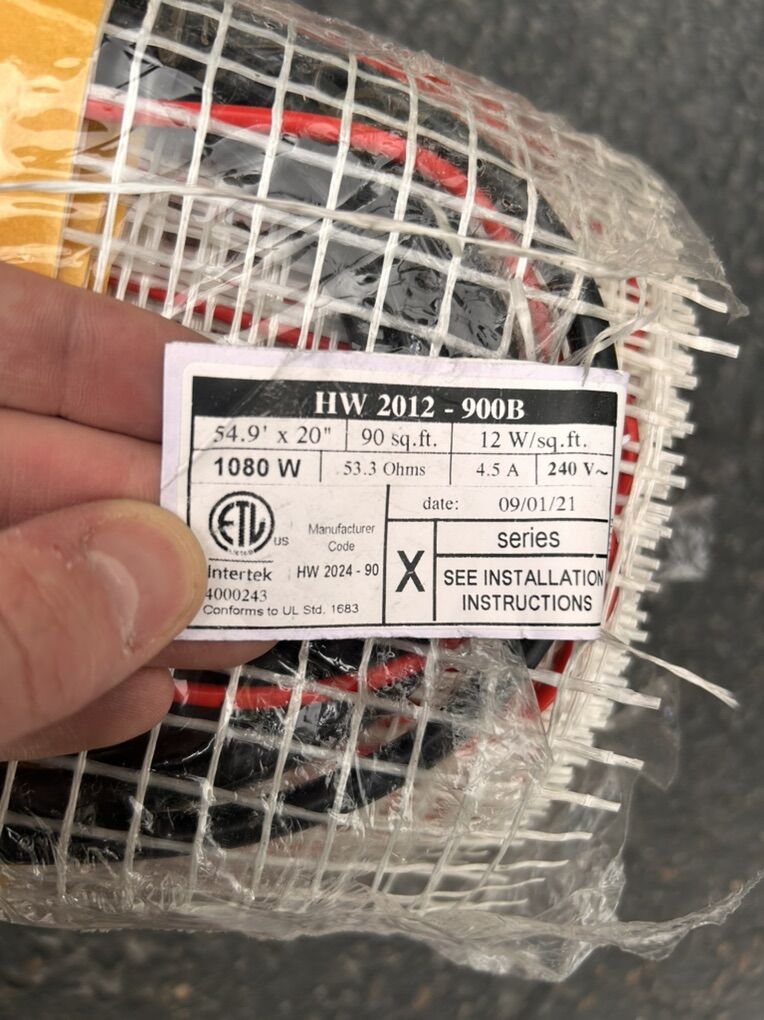 HW 2012 - 900B
54.9' x 20" 90 sq.ft. 12 W/sq.ft.
1080 W 53.3 Ohms 4.5 A 240 V~
date: 09/01/21
ETL
US
Intertek
4000243
Conforms to UL Std. 1683
Manufacturer
Code
HW 2024 - 90
X
series
SEE INSTALLATION
INSTRUCTIONS